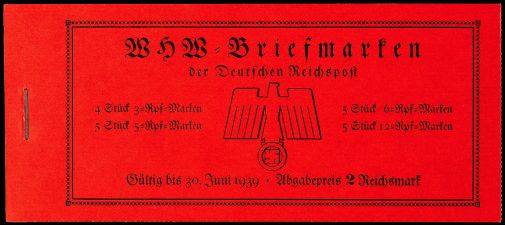 WHW-Briefmarken
der Deutschen Reichspost
4 Stück 3-Rpf-Marken
5 Stück 5-Rpf-Marken
5 Stück 6-Rpf-Marken
5 Stück 12-Rpf-Marken
Gültig bis 30. Juni 1939 · Abgabepreis 2 Reichsmark